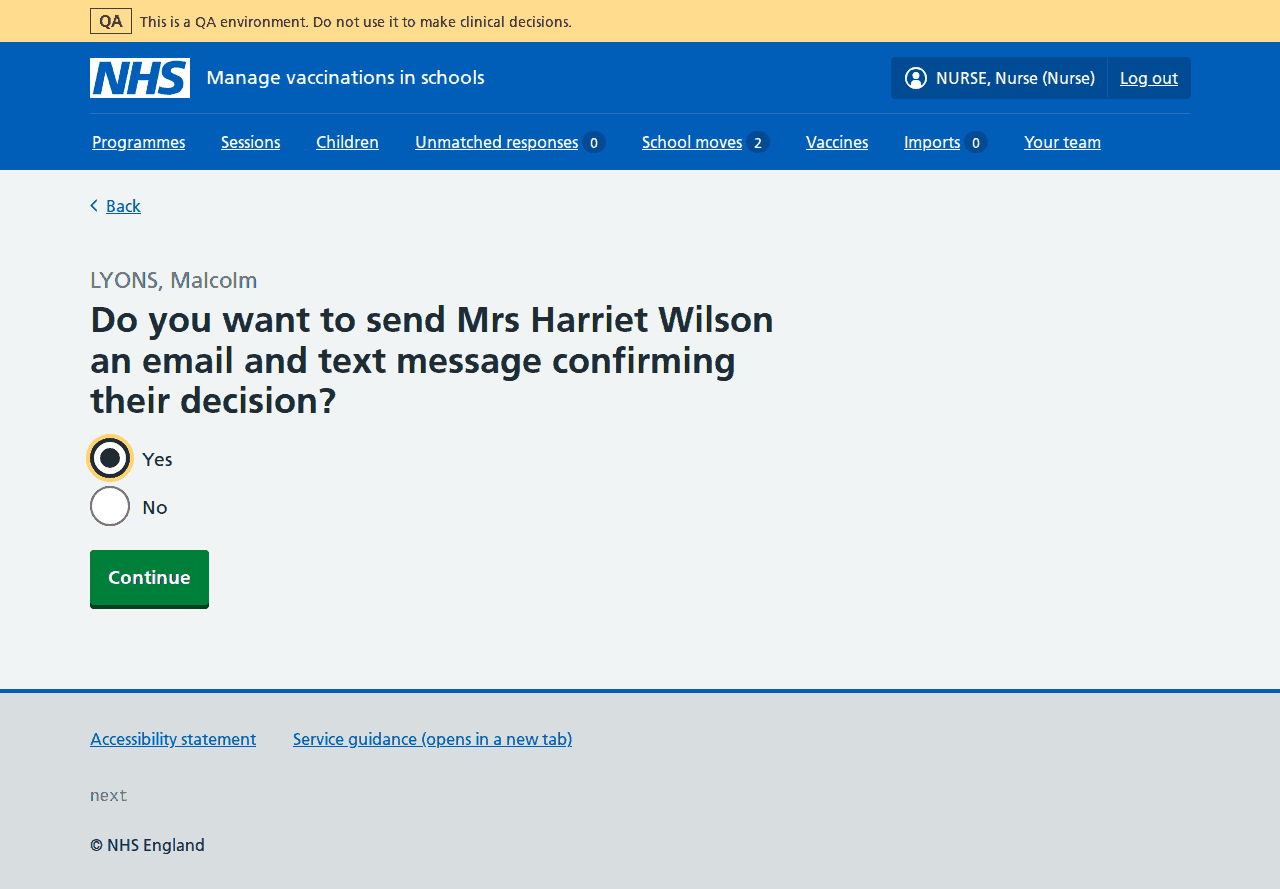 QA This is a QA environment. Do not use it to make clinical decisions.
NHS Manage vaccinations in schools
NURSE, Nurse (Nurse) Log out
Programmes Sessions Children Unmatched responses 0 School moves 2 Vaccines Imports 0 Your team
Back
LYONS, Malcolm
Do you want to send Mrs Harriet Wilson
an email and text message confirming
their decision?
Yes
No
Continue
Accessibility statement Service guidance (opens in a new tab)
next
© NHS England